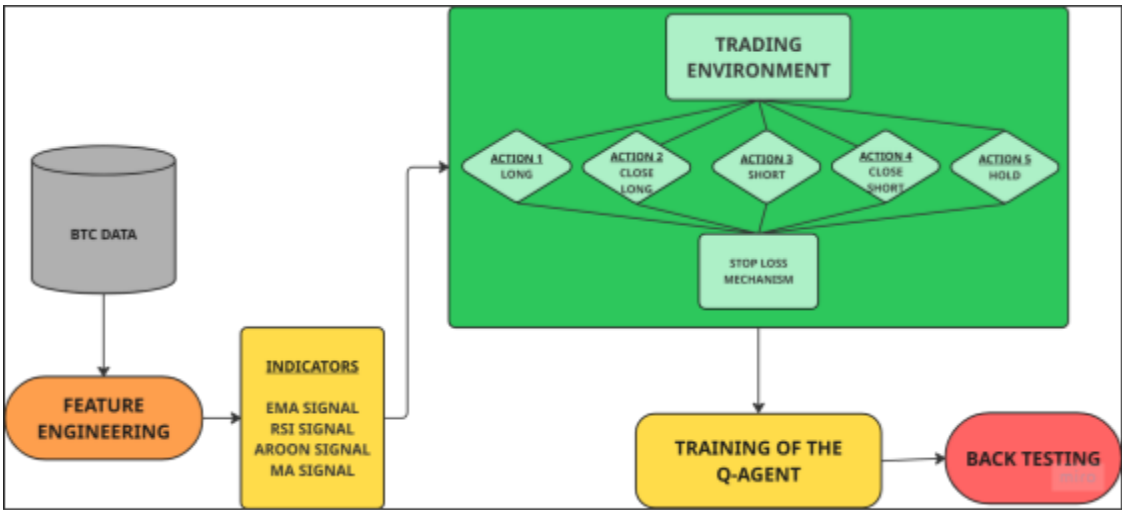 TRADING
ENVIRONMENT
ACTION 1
LONG
ACTION 2
CLOSE
LONG
ACTION 3
SHORT
ACTION 4
CLOSE
SHORT
ACTION 5
HOLD
STOP LOSS
MECHANISM
BTC DATA
FEATURE
ENGINEERING
INDICATORS
EMA SIGNAL
RSI SIGNAL
AROON SIGNAL
MA SIGNAL
TRAINING OF THE
Q-AGENT
BACK TESTING